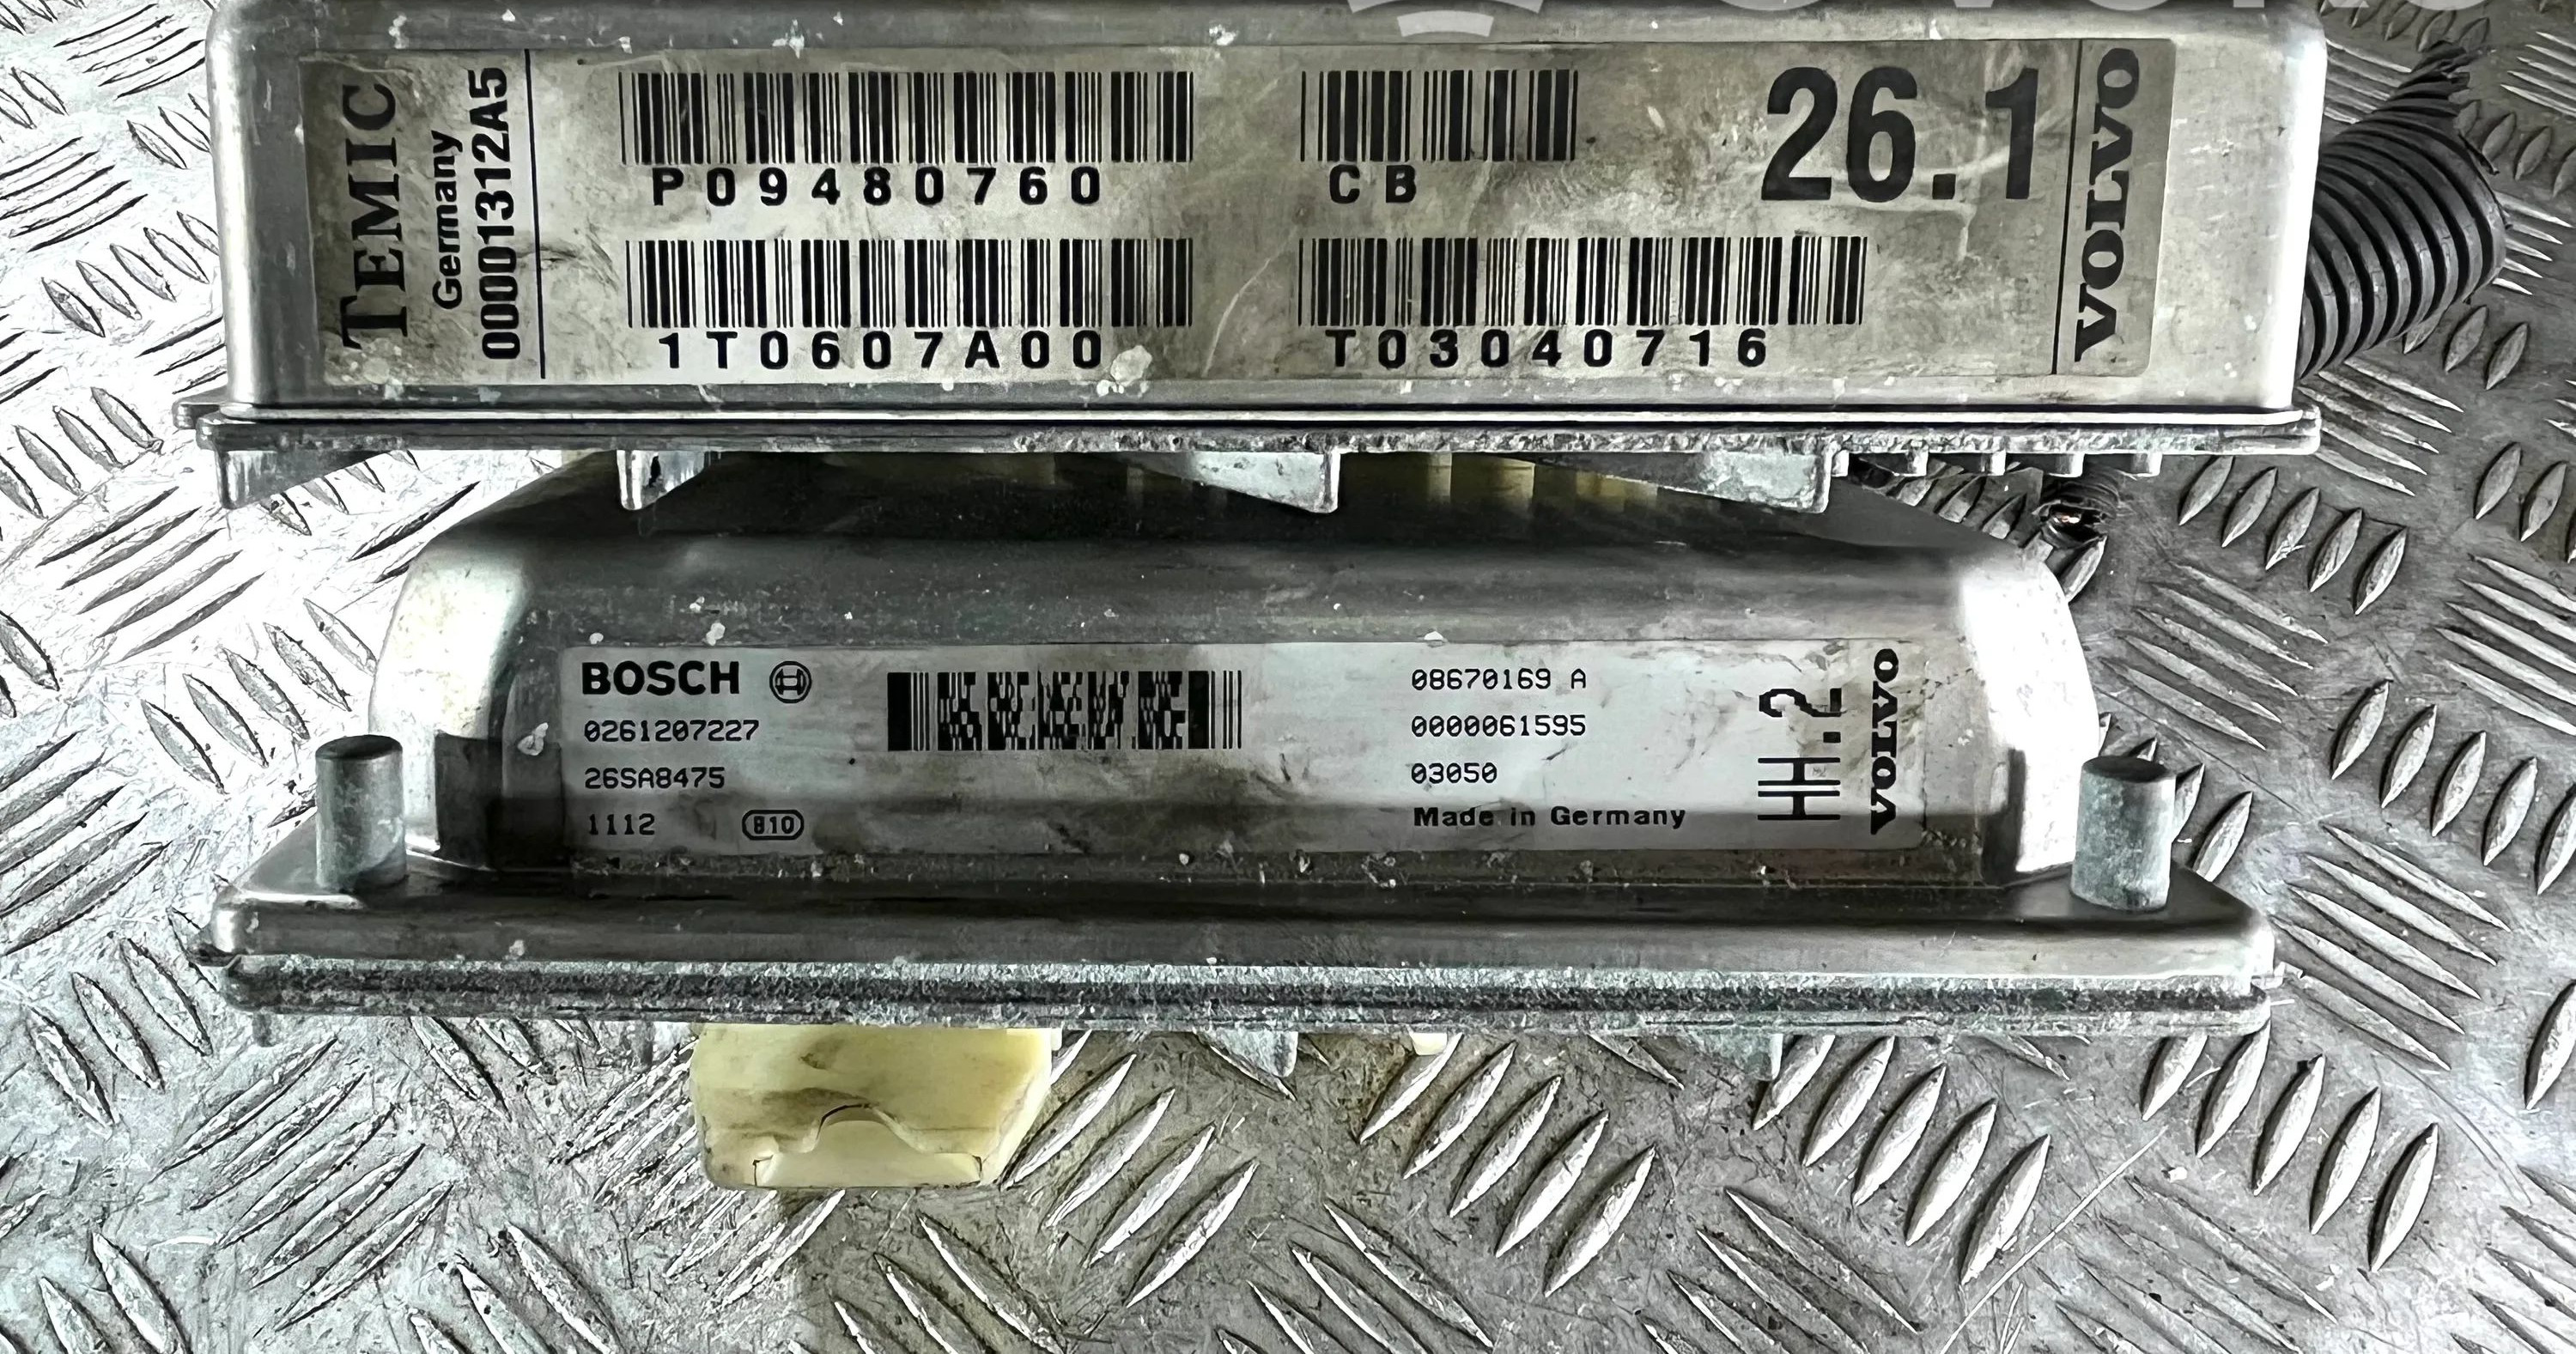 TEMIC
Germany
00001312A5
P09480760
CB
26.1
VOLVO
1T0607A00
T03040716
BOSCH
0261207227
26SA8475
1112
810
08670169 A
0000061595
03050
Made in Germany
HH.2
VOLVO